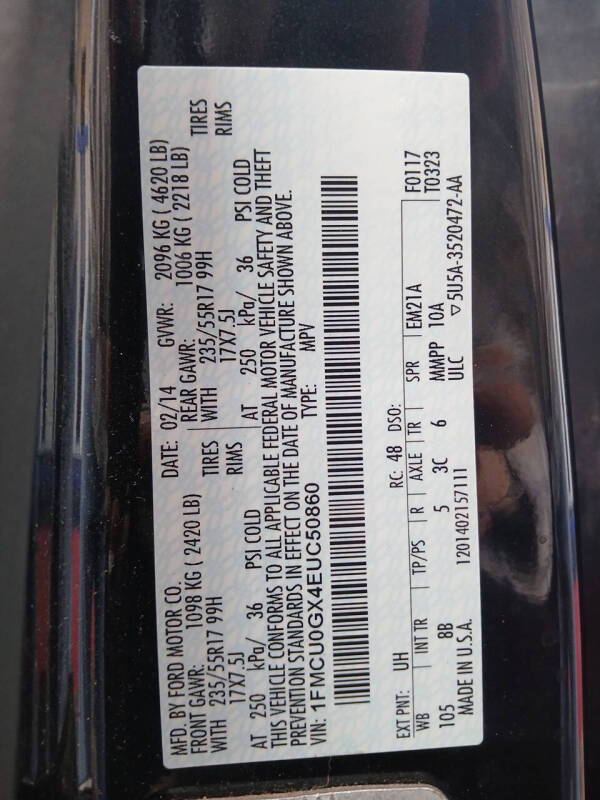 MFD. BY FORD MOTOR CO. DATE: 02/14 GVWR: 2096 KG ( 4620 LB)
FRONT GAWR: 1098 KG ( 2420 LB) REAR GAWR: 1006 KG ( 2218 LB)
WITH 235/55R17 99H TIRES WITH 235/55R17 99H TIRES
17X7.5J RIMS 17X7.5J RIMS
AT 250 kPa/ 36 PSI COLD AT 250 kPa/ 36 PSI COLD
THIS VEHICLE CONFORMS TO ALL APPLICABLE FEDERAL MOTOR VEHICLE SAFETY AND THEFT
PREVENTION STANDARDS IN EFFECT ON THE DATE OF MANUFACTURE SHOWN ABOVE.
VIN: 1FMCU0GX4EUC50860 TYPE: MPV
F0117
T0323
EXT PNT: UH RC: 48 DSO:
WB INT TR TP/PS R AXLE TR SPR EM21A
105 8B 5 3C 6 MMPP 10A
ULC
MADE IN U.S.A. 1201402157111 ▽5U5A-3520472-AA